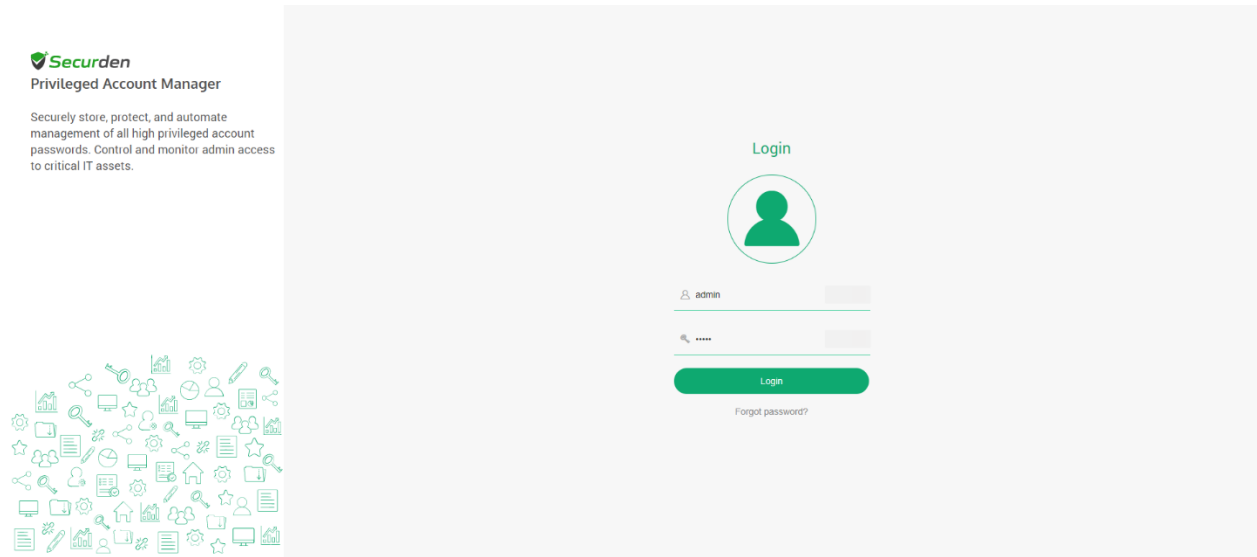 Securden
Privileged Account Manager
Securely store, protect, and automate
management of all high privileged account
passwords. Control and monitor admin access
to critical IT assets.
Login
admin
•••••
Login
Forgot password?